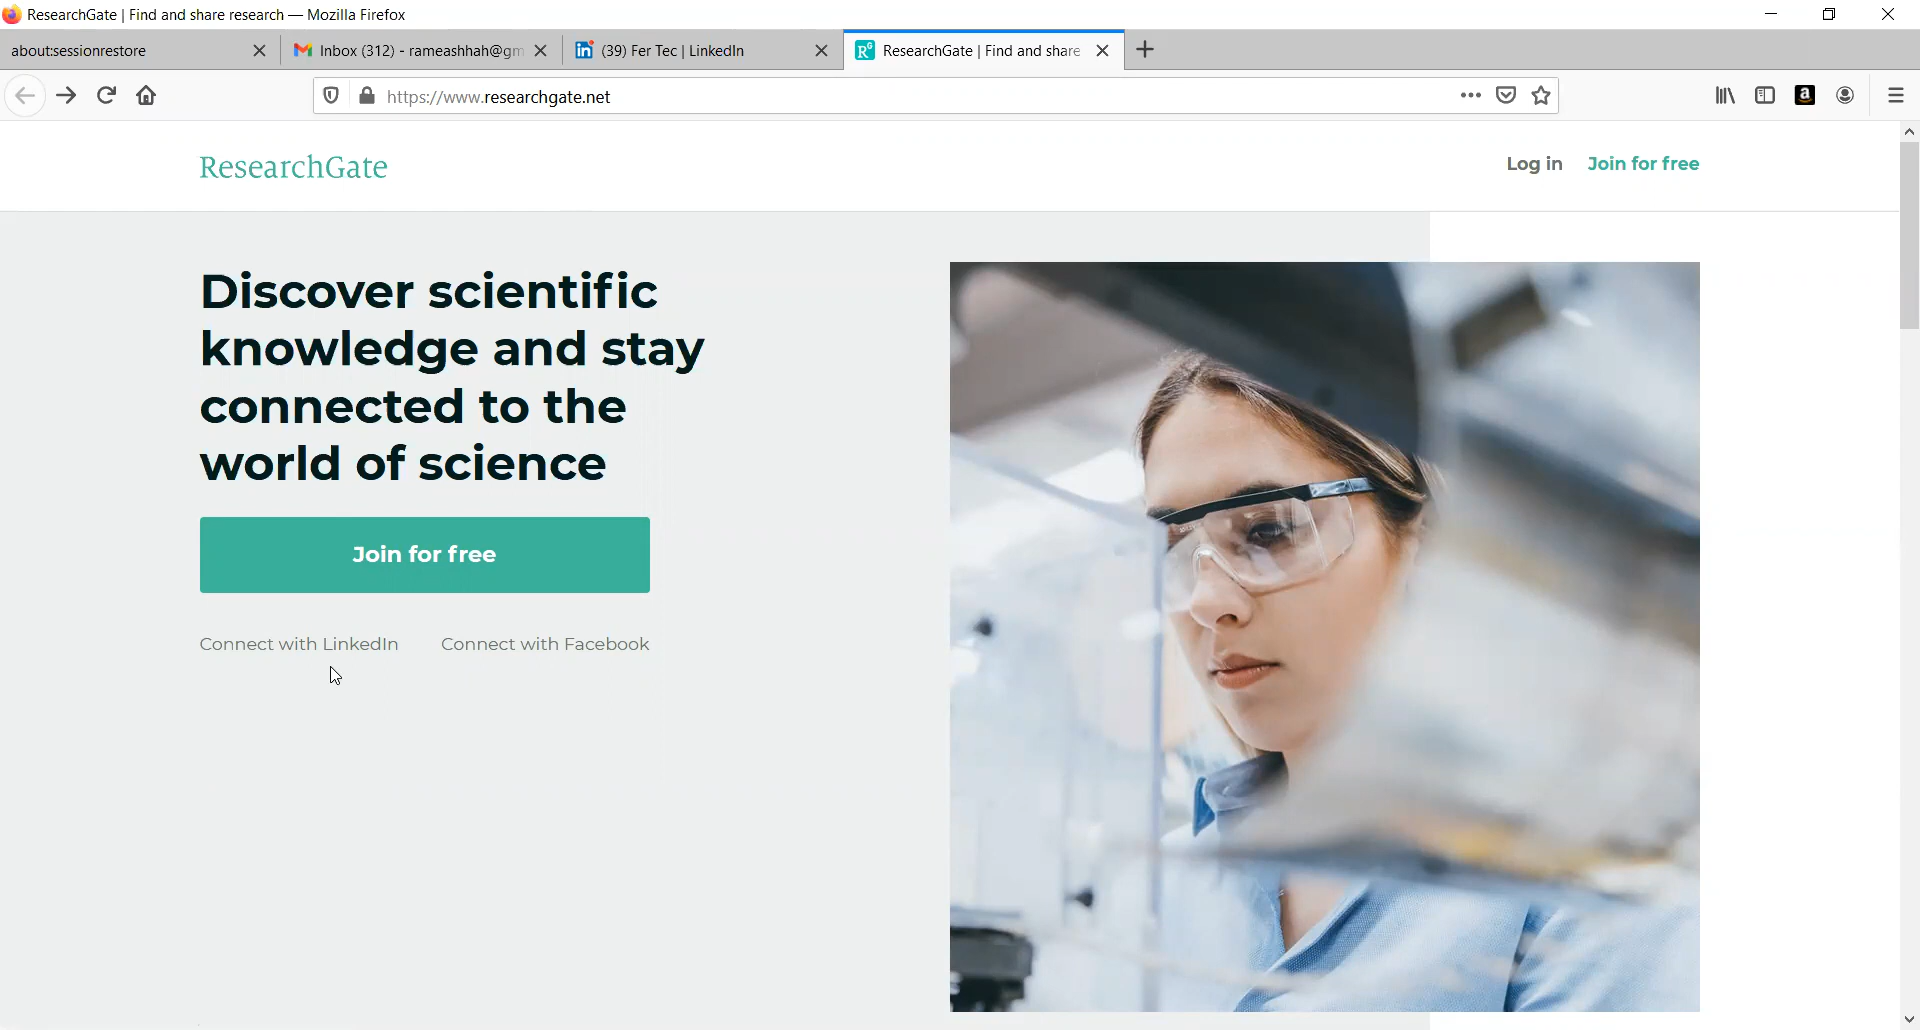 ResearchGate | Find and share research — Mozilla Firefox
about:sessionrestore
Inbox (312) - rameashhah@gm
(39) Fer Tec | LinkedIn
ResearchGate | Find and share
https://www.researchgate.net
ResearchGate
Log in
Join for free
Discover scientific
knowledge and stay
connected to the
world of science
Join for free
Connect with LinkedIn
Connect with Facebook